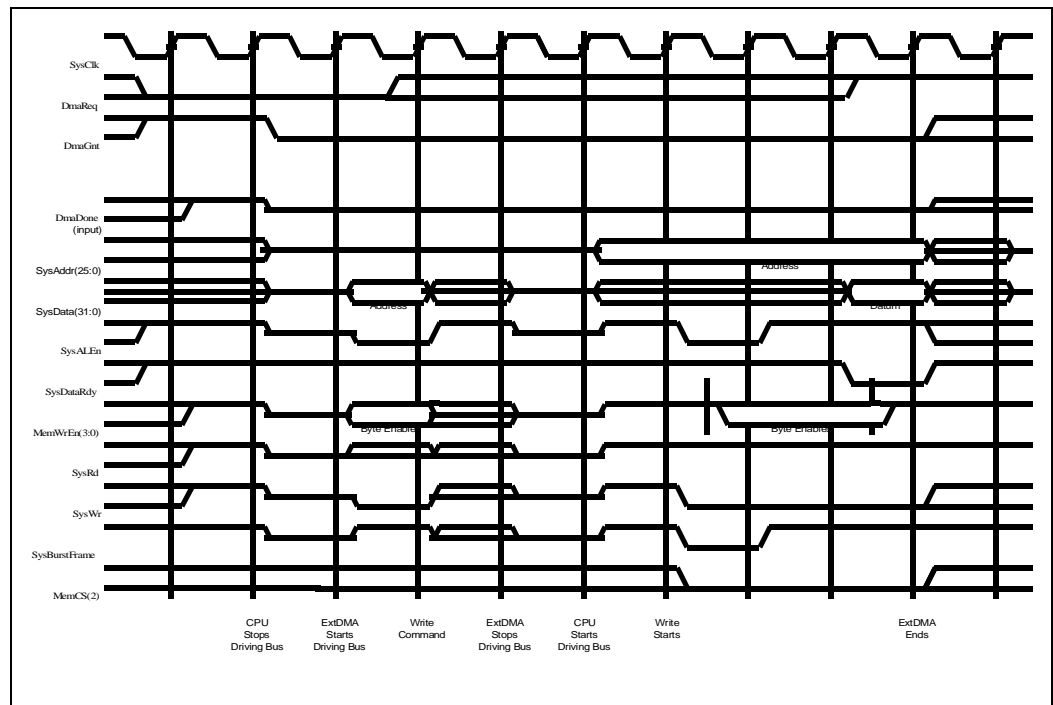 SysClk
DmaReq
DmaGnt
DmaDone
(input)
SysAddr(25:0)
Address
SysData(31:0)
Address
Datum
SysALEn
SysDataRdy
MemWrEn(3:0)
Byte Enable
Byte Enable
SysRd
SysWr
SysBurstFrame
MemCS(2)
CPU
Stops
Driving Bus
ExtDMA
Starts
Driving Bus
Write
Command
ExtDMA
Stops
Driving Bus
CPU
Starts
Driving Bus
Write
Starts
ExtDMA
Ends